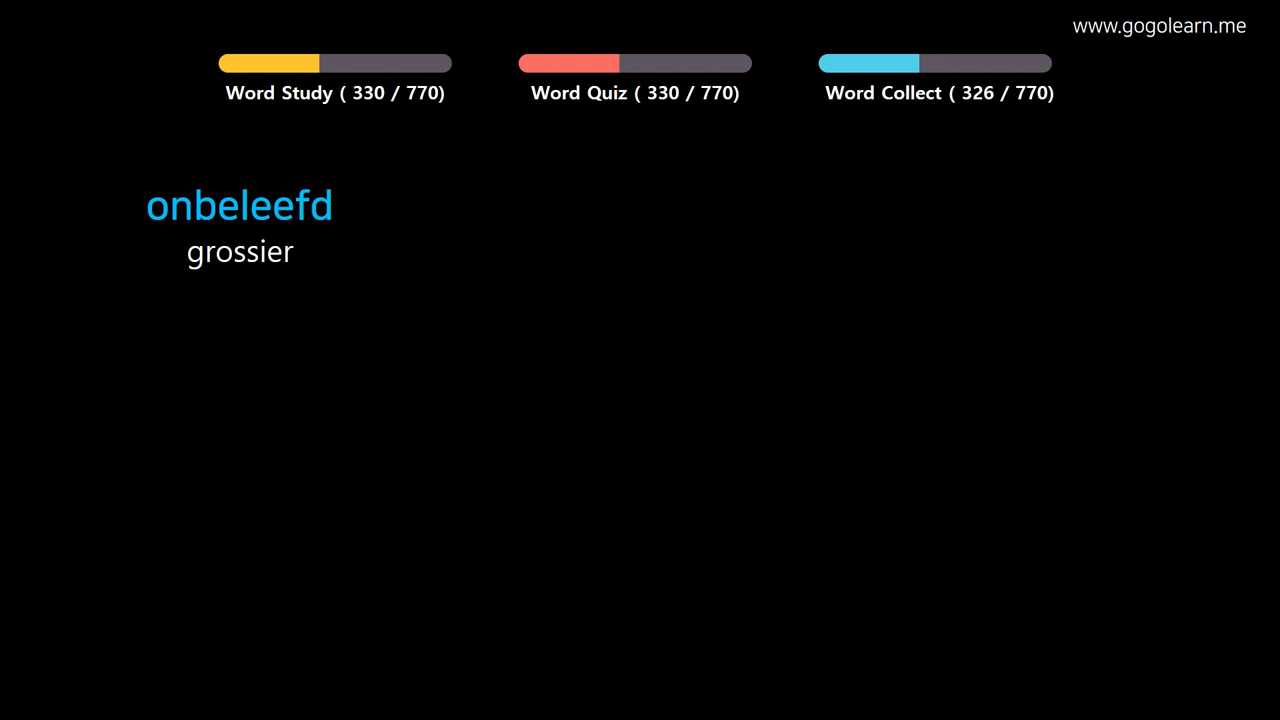 www.gogolearn.me
Word Study ( 330 / 770)
Word Quiz ( 330 / 770)
Word Collect ( 326 / 770)
onbeleefd
grossier